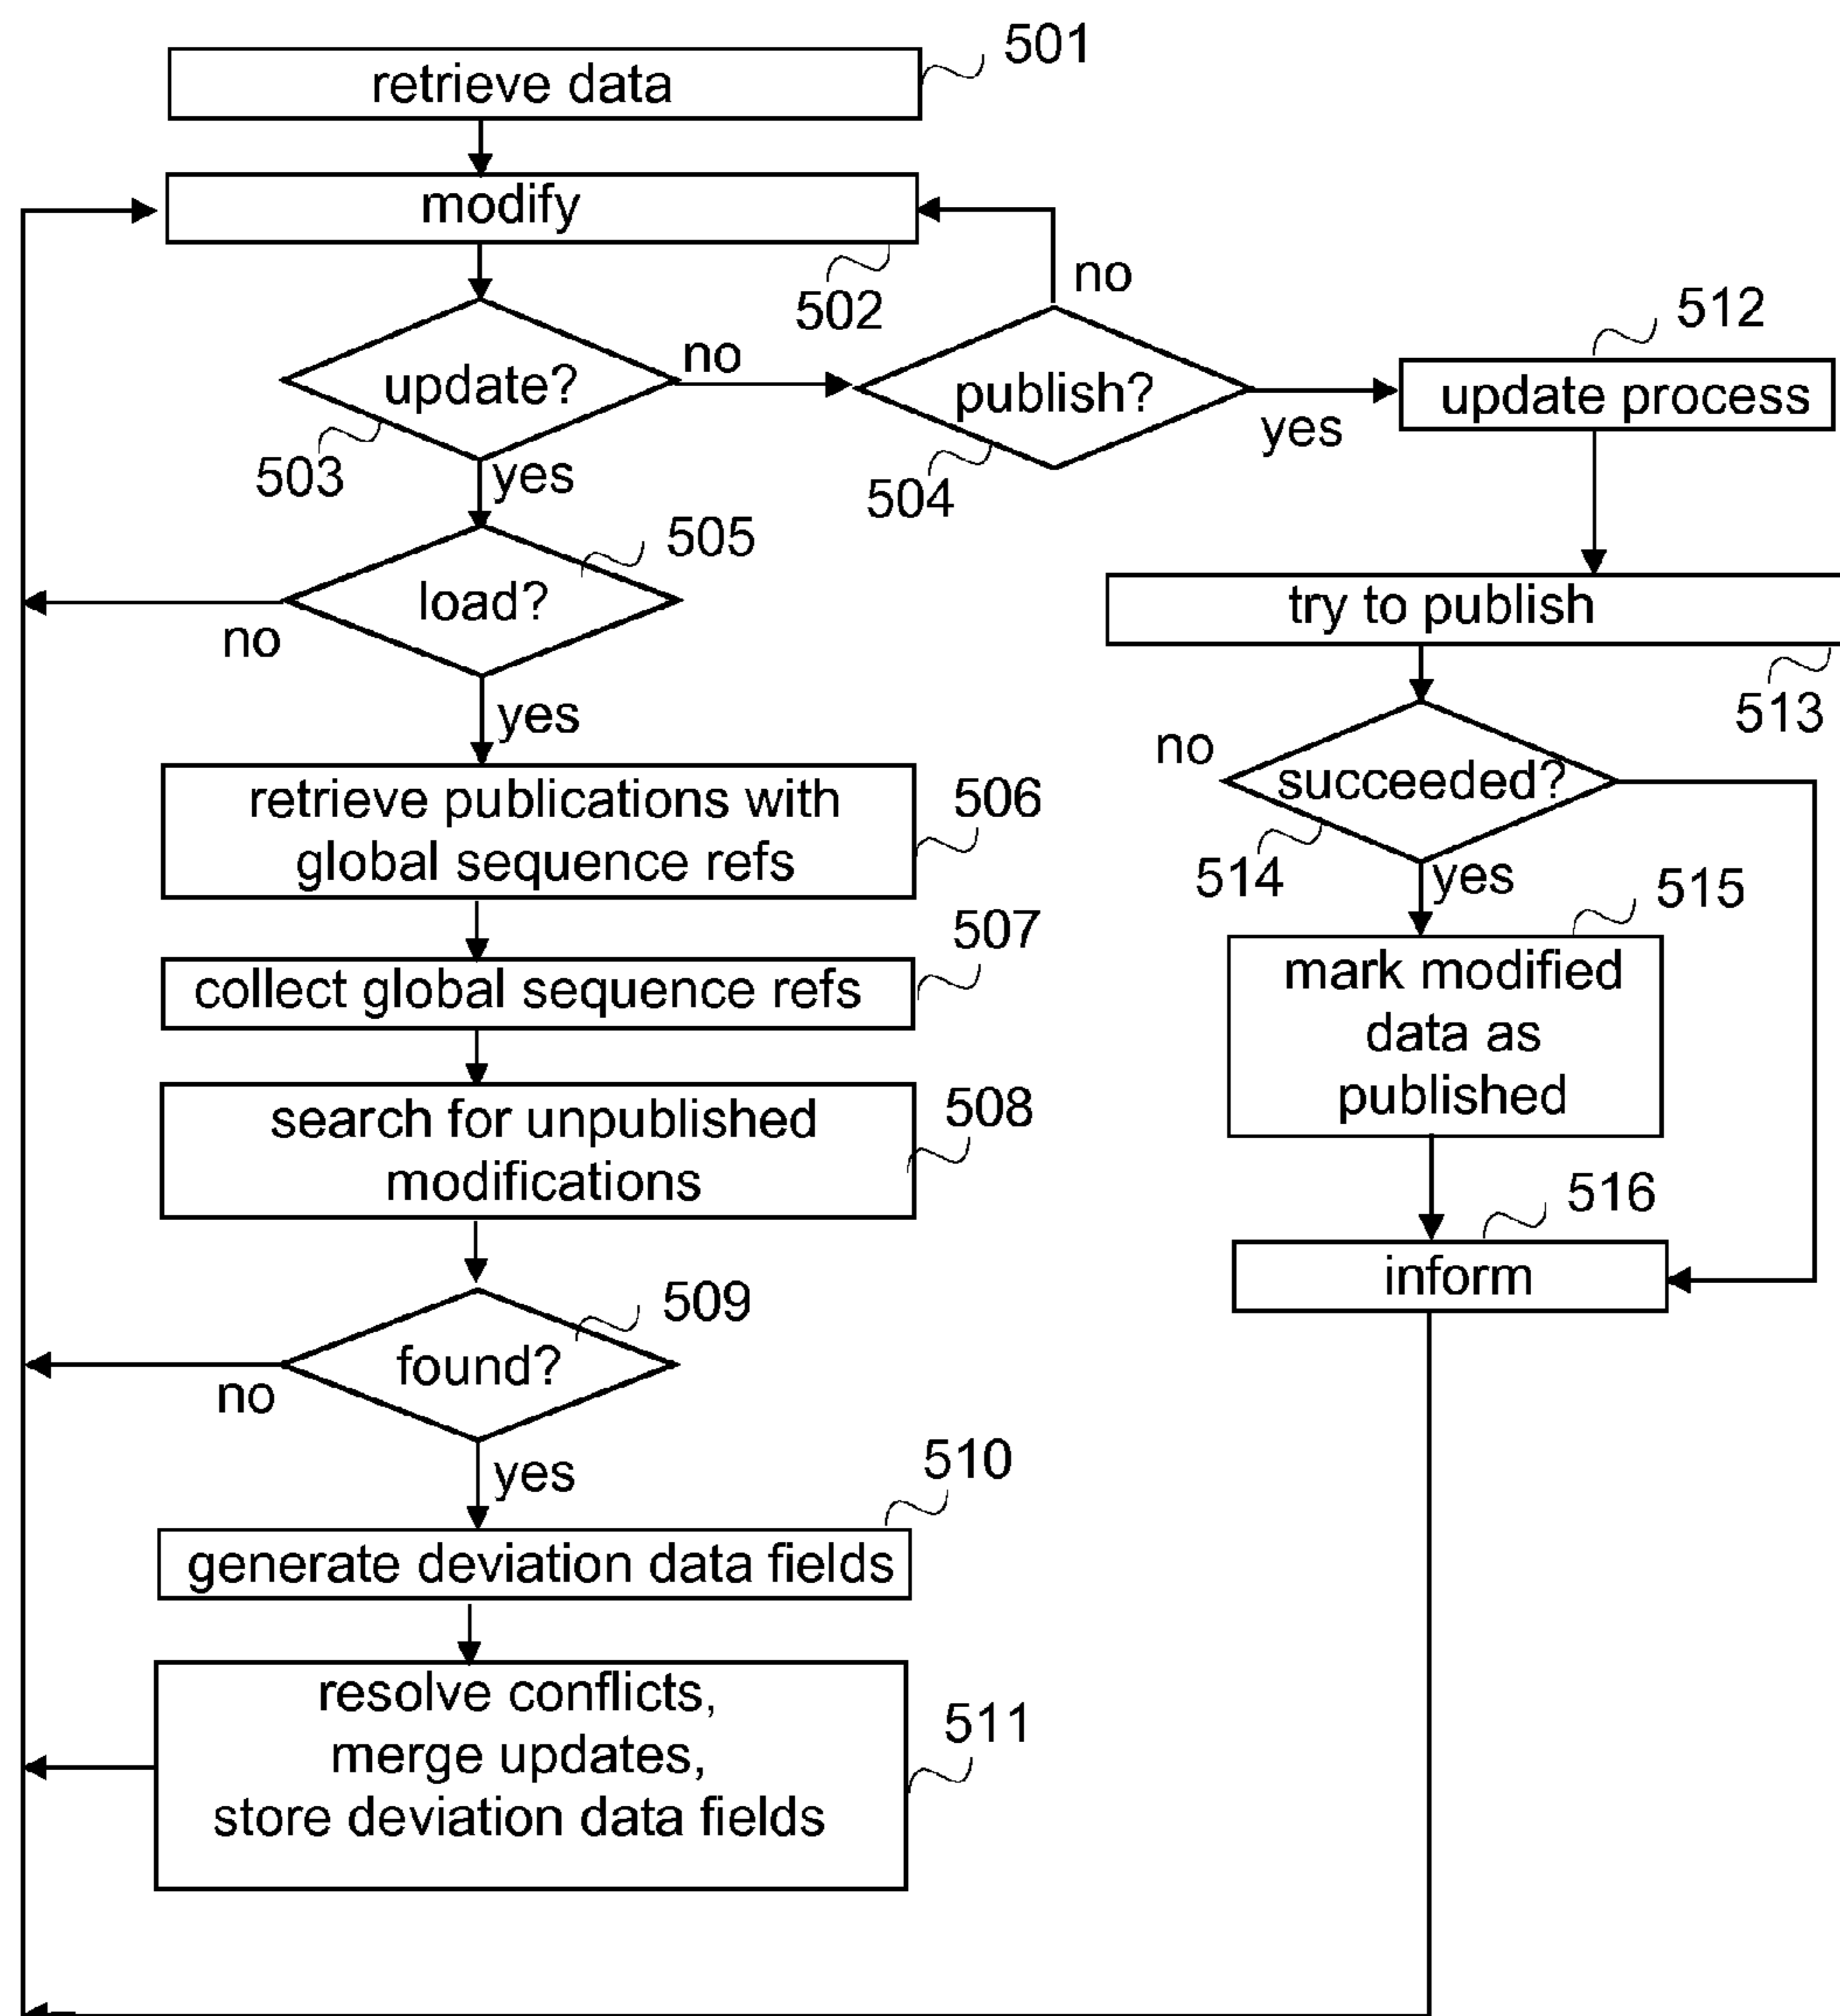 retrieve data
501
modify
502
no
update?
503
no
publish?
504
yes
512
update process
yes
505
load?
no
try to publish
513
yes
retrieve publications with
global sequence refs
506
no
succeeded?
514
yes
515
mark modified
data as
published
507
collect global sequence refs
search for unpublished
modifications
508
516
inform
509
found?
no
yes
510
generate deviation data fields
resolve conflicts,
merge updates,
store deviation data fields
511